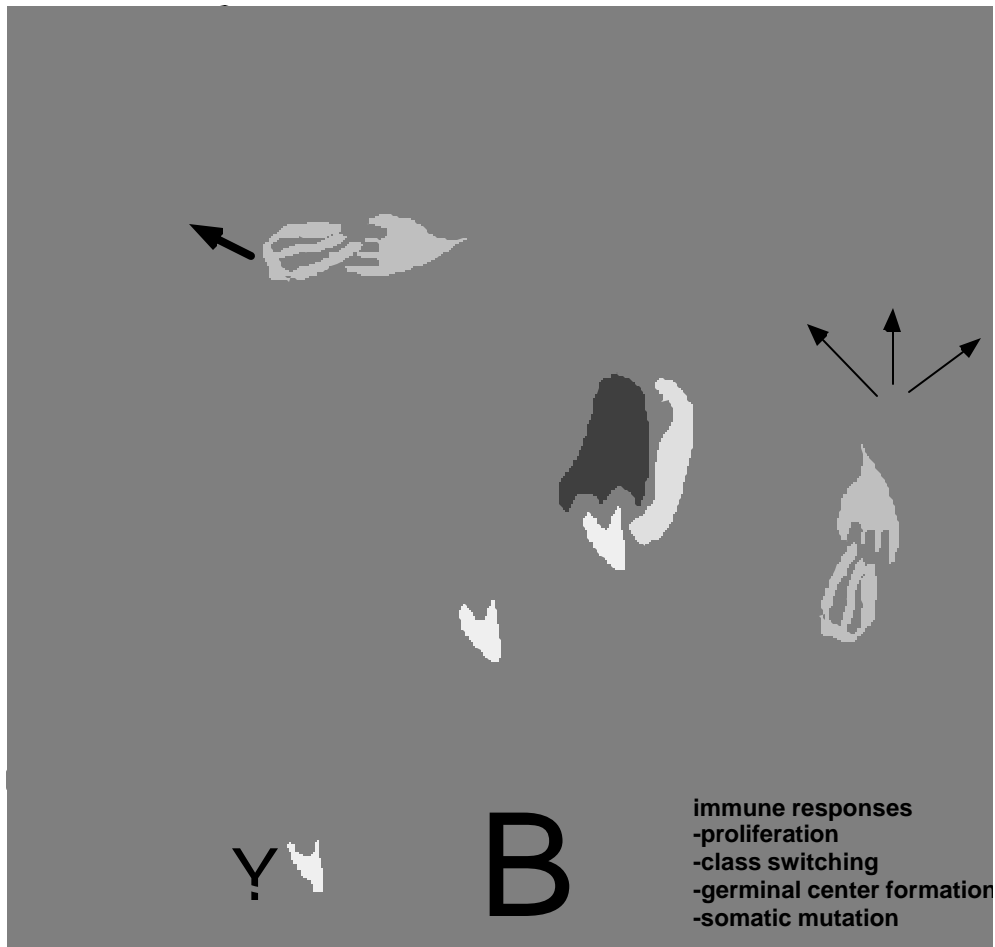 Y
B
immune responses
-proliferation
-class switching
-germinal center formation
-somatic mutation